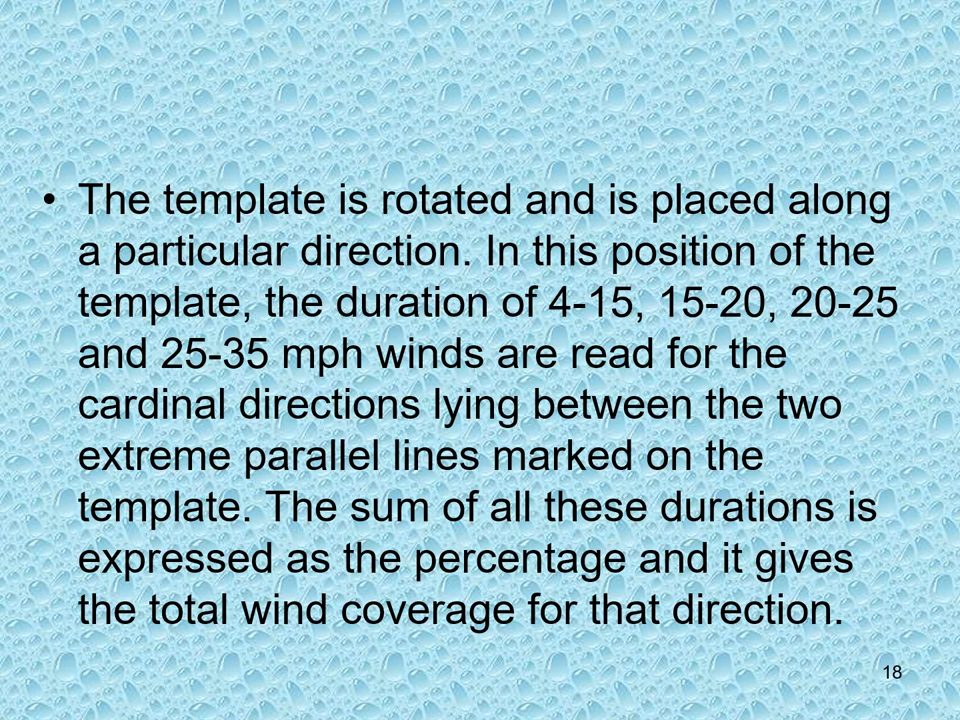 • The template is rotated and is placed along
a particular direction. In this position of the
template, the duration of 4-15, 15-20, 20-25
and 25-35 mph winds are read for the
cardinal directions lying between the two
extreme parallel lines marked on the
template. The sum of all these durations is
expressed as the percentage and it gives
the total wind coverage for that direction.
18